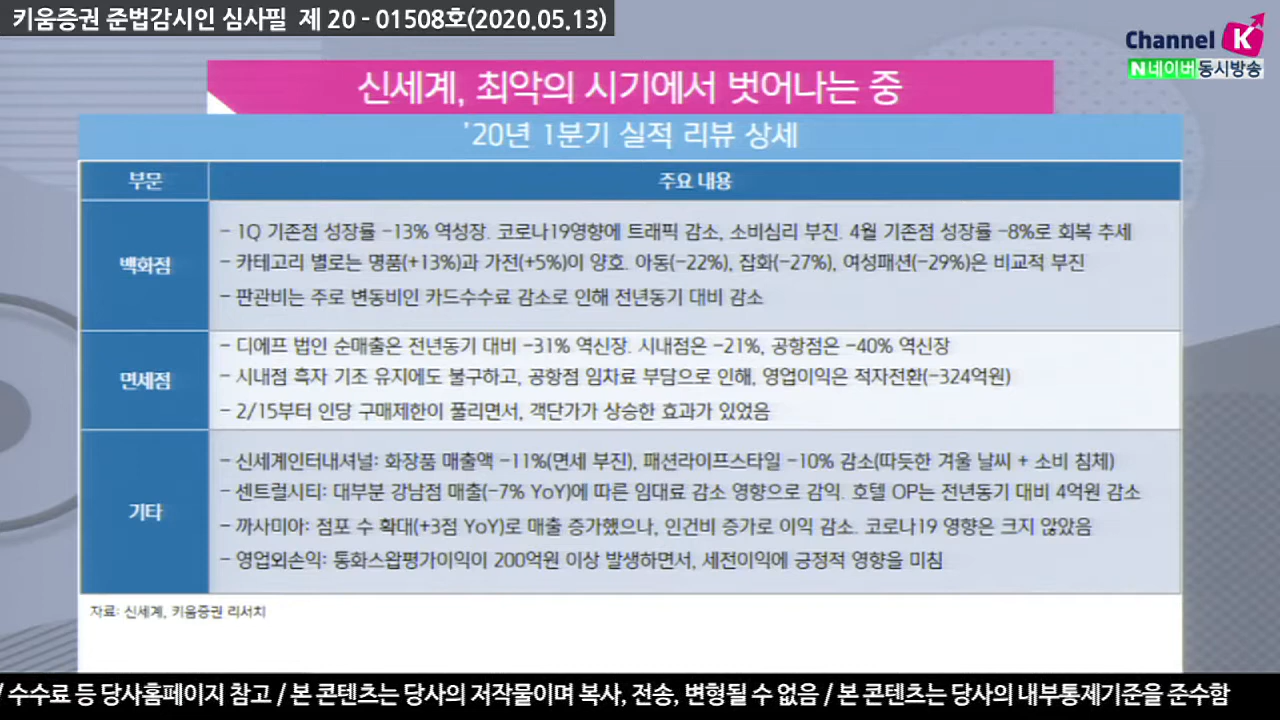 키움증권 준법감시인 심사필 제 20 - 01508호(2020.05.13)
Channel K
N 네이버 동시방송
신세계, 최악의 시기에서 벗어나는 중
'20년 1분기 실적 리뷰 상세
부문 주요 내용
백화점
- 1Q 기존점 성장률 -13% 역성장. 코로나19영향에 트래픽 감소, 소비심리 부진. 4월 기존점 성장률 -8%로 회복 추세
- 카테고리 별로는 명품(+13%)과 가전(+5%)이 양호. 아동(-22%), 잡화(-27%), 여성패션(-29%)은 비교적 부진
- 판관비는 주로 변동비인 카드수수료 감소로 인해 전년동기 대비 감소
면세점
- 디에프 법인 순매출은 전년동기 대비 -31% 역신장. 시내점은 -21%, 공항점은 -40% 역신장
- 시내점 흑자 기조 유지에도 불구하고, 공항점 임차료 부담으로 인해, 영업이익은 적자전환(-324억원)
- 2/15부터 인당 구매제한이 풀리면서, 객단가가 상승한 효과가 있었음
기타
- 신세계인터내셔널: 화장품 매출액 -11%(면세 부진), 패션라이프스타일 -10% 감소(따듯한 겨울 날씨 + 소비 침체)
- 센트럴시티: 대부분 강남점 매출(-7% YoY)에 따른 임대료 감소 영향으로 감익. 호텔 OP는 전년동기 대비 4억원 감소
- 까사미아: 점포 수 확대(+3점 YoY)로 매출 증가했으나, 인건비 증가로 이익 감소. 코로나19 영향은 크지 않았음
- 영업외손익: 통화스왑평가이익이 200억원 이상 발생하면서, 세전이익에 긍정적 영향을 미침
자료: 신세계, 키움증권 리서치
/ 수수료 등 당사홈페이지 참고 / 본 콘텐츠는 당사의 저작물이며 복사, 전송, 변형될 수 없음 / 본 콘텐츠는 당사의 내부통제기준을 준수함